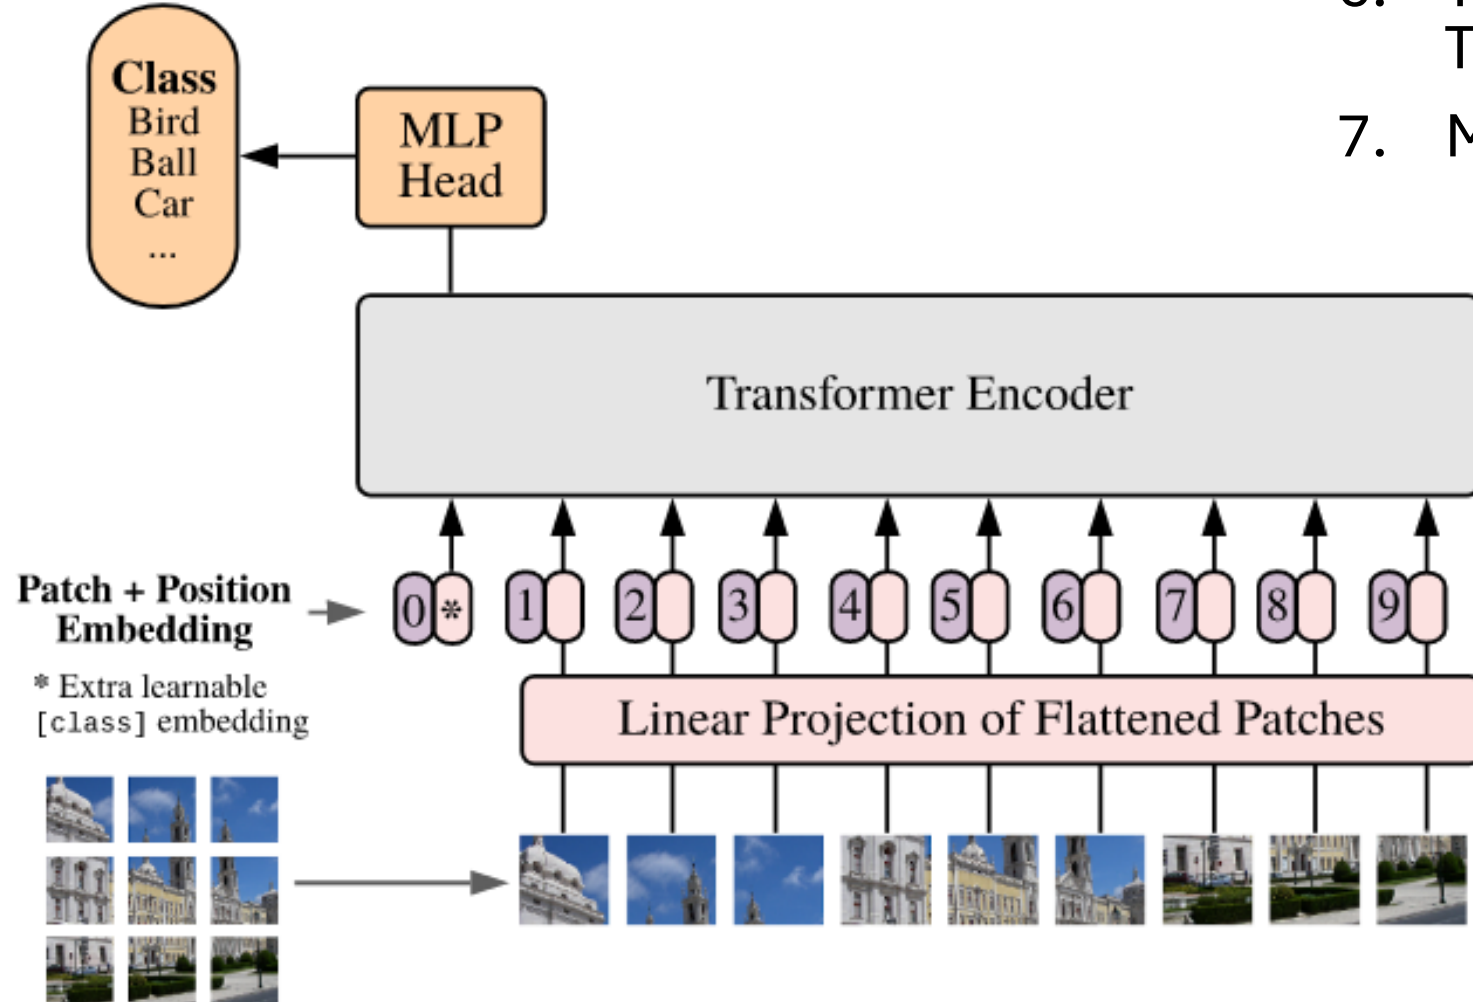 Class
Bird
Ball
Car
...
MLP
Head
T
7. M
Transformer Encoder
Patch + Position
Embedding
0 * 1 2 3 4 5 6 7 8 9
* Extra learnable
[class] embedding
Linear Projection of Flattened Patches